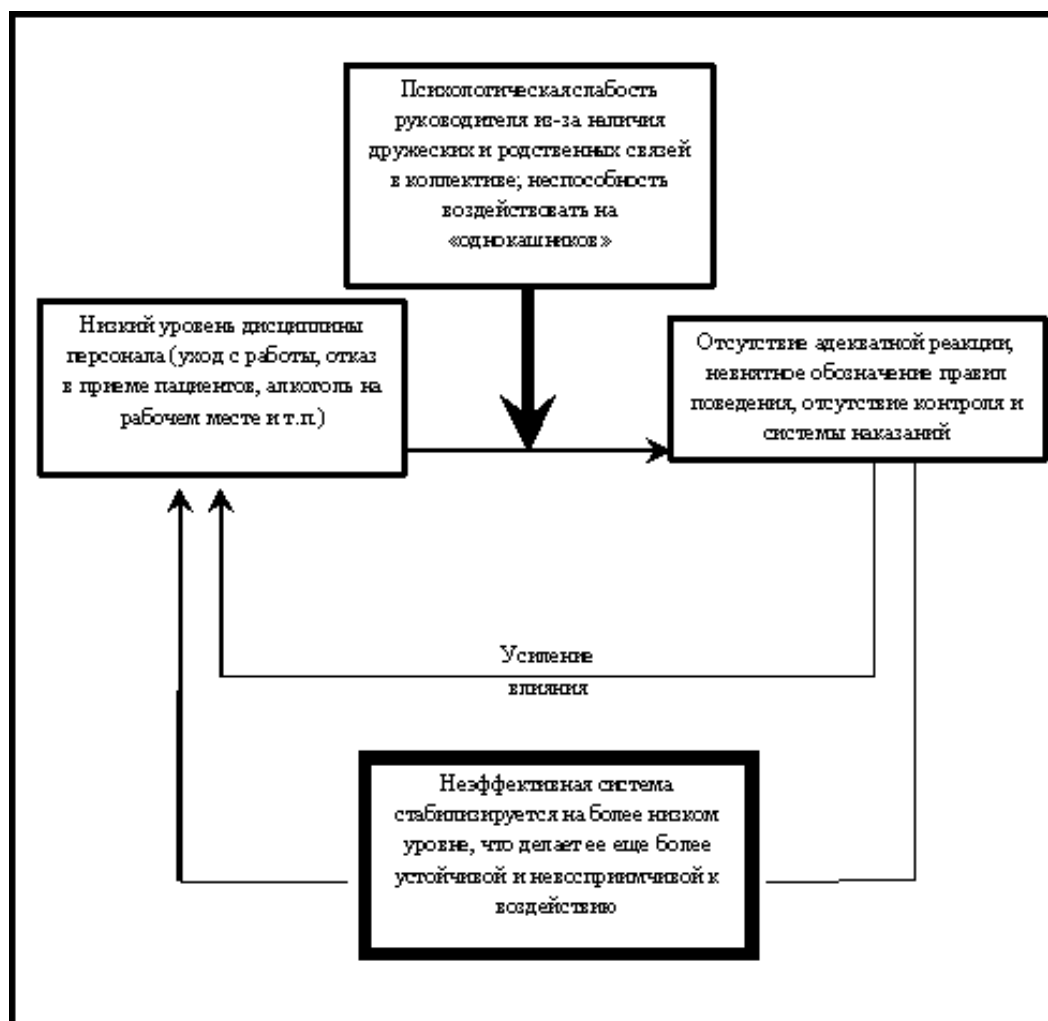 Психологическая слабость
руководителя из-за наличия
дружеских и родственных связей
в коллективе; неспособность
воздействовать на
«однокашников»
Низкий уровень дисциплины
персонала (уход с работы, отказ
в приеме пациентов, алкоголь на
рабочем месте и т.п.)
Отсутствие адекватной реакции,
невнятное обозначение правил
поведения, отсутствие контроля и
системы наказаний
Усиление
влияния
Неэффективная система
стабилизируется на более низком
уровне, что делает ее еще более
устойчивой и невосприимчивой к
воздействию